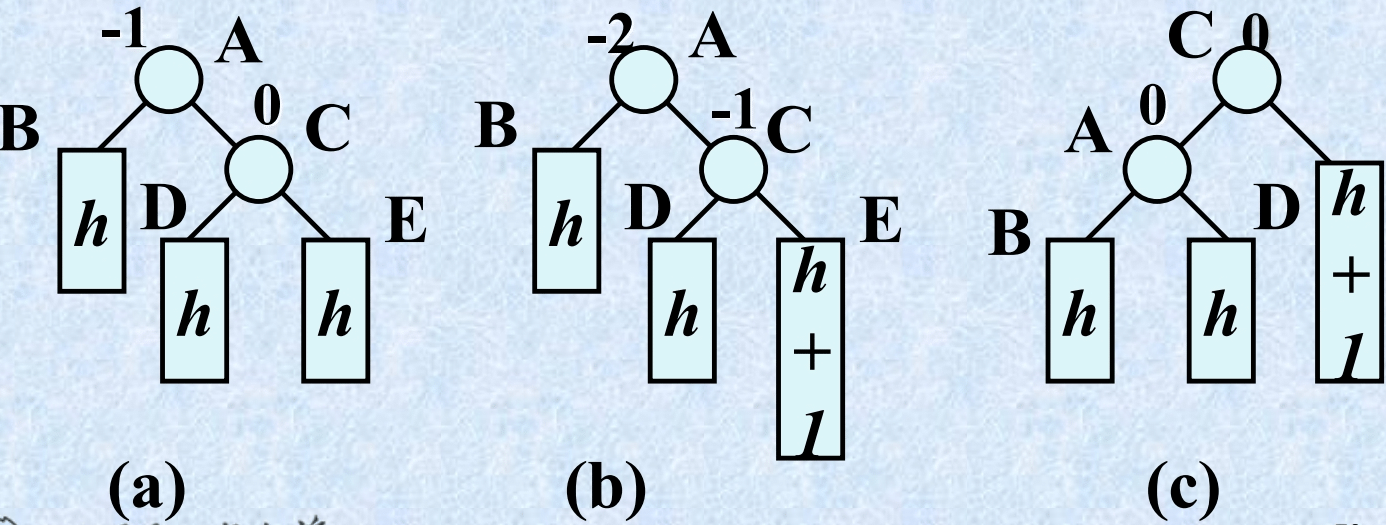 -1 A
B 0 C
h D E
h h
(a)
-2 A
B -1 C
h D E
h h
+
1
(b)
C 0
A 0
B D h
h h +
1
(c)